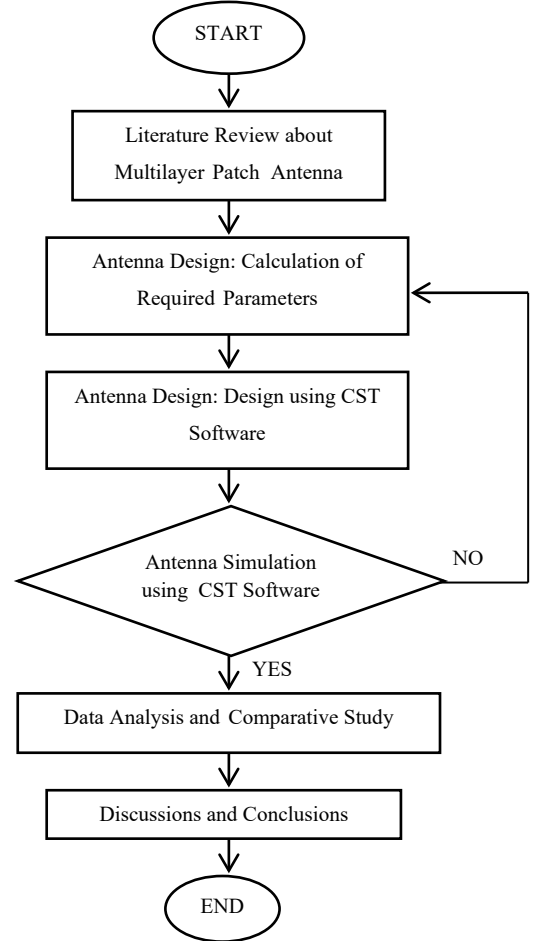 START
Literature Review about
Multilayer Patch Antenna
Antenna Design: Calculation of
Required Parameters
Antenna Design: Design using CST
Software
Antenna Simulation
using CST Software
NO
YES
Data Analysis and Comparative Study
Discussions and Conclusions
END